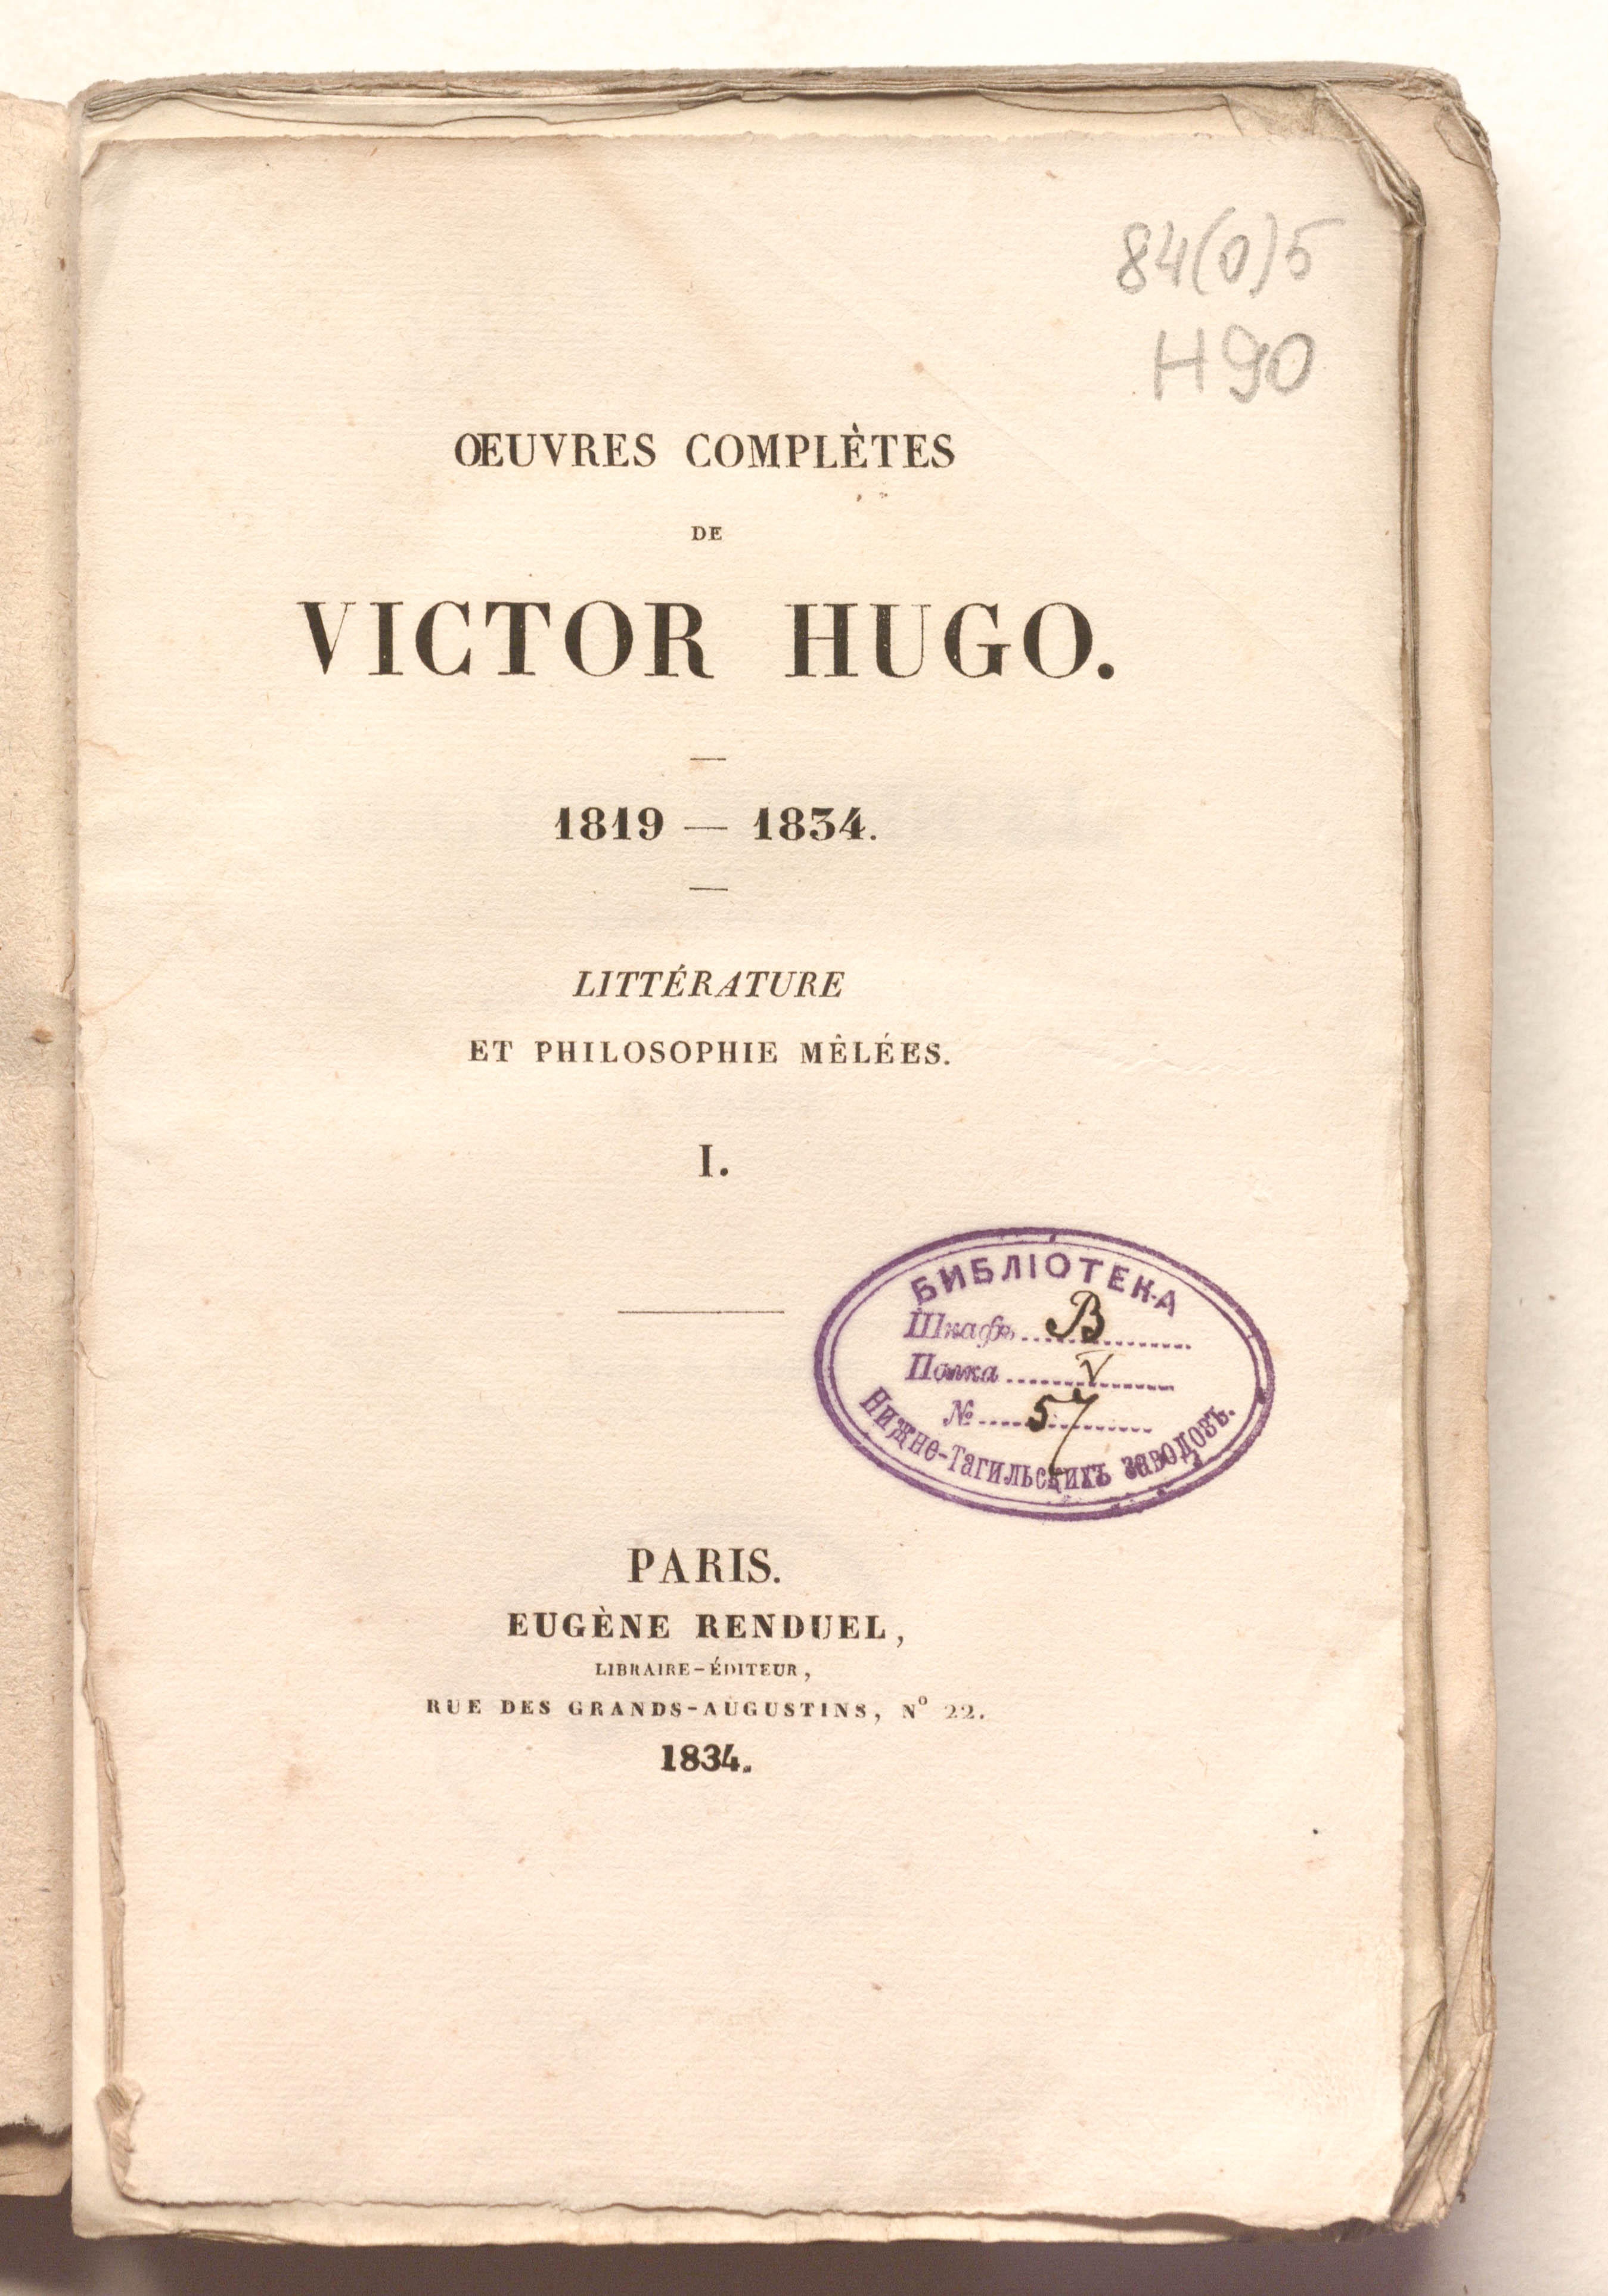 84(0)5
H90
ŒUVRES COMPLÈTES
DE
VICTOR HUGO.
1819 — 1834.
LITTÉRATURE
ET PHILOSOPHIE MÊLÉES.
I.
БИБЛІОТЕКА
Шкафъ В
Полка V
№ 57
Нижне-Тагильскихъ заводовъ.
PARIS.
EUGÈNE RENDUEL,
LIBRAIRE-ÉDITEUR,
RUE DES GRANDS-AUGUSTINS, Nº 22.
1834.